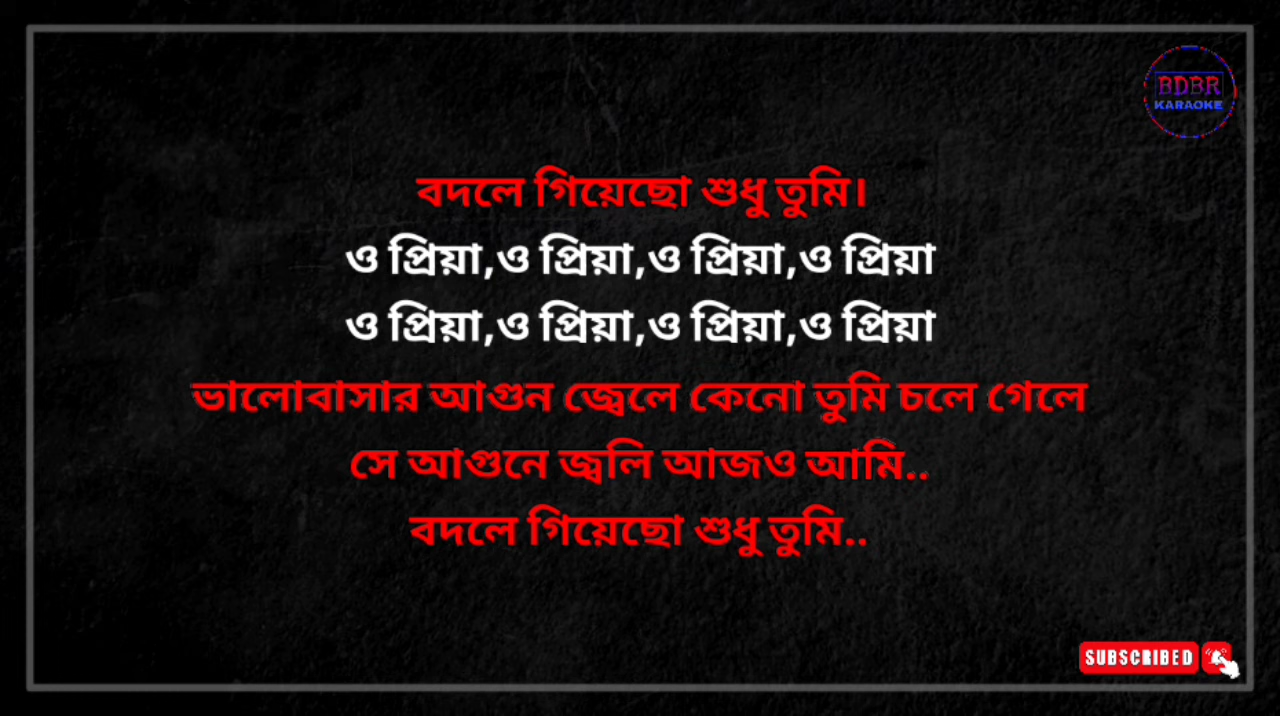 BDBR
KARAOKE
বদলে গিয়েছো শুধু তুমি।
ও প্রিয়া,ও প্রিয়া,ও প্রিয়া,ও প্রিয়া
ও প্রিয়া,ও প্রিয়া,ও প্রিয়া,ও প্রিয়া
ভালোবাসার আগুন জ্বেলে কেনো তুমি চলে গেলে
সে আগুনে জ্বলি আজও আমি..
বদলে গিয়েছো শুধু তুমি..
SUBSCRIBED